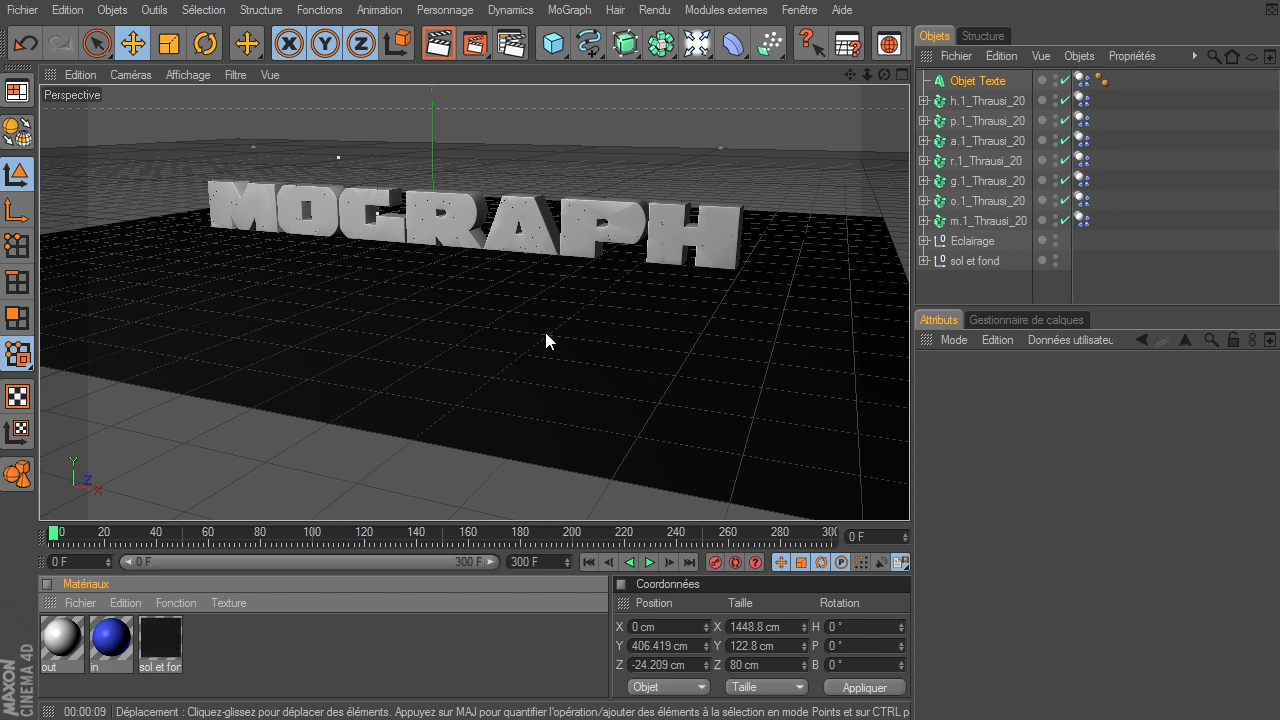 Fichier Edition Objets Outils Sélection Structure Fonctions Animation Personnage Dynamics MoGraph Hair Rendu Modules externes Fenêtre Aide
X Y Z
Objets Structure
Fichier Edition Vue Objets Propriétés
Edition Caméras Affichage Filtre Vue
Perspective
MOGRAPH
Y
Z
X
Objet Texte
h.1_Thrausi_20
p.1_Thrausi_20
a.1_Thrausi_20
r.1_Thrausi_20
g.1_Thrausi_20
o.1_Thrausi_20
m.1_Thrausi_20
Eclairage
sol et fond
Attributs Gestionnaire de calques
Mode Edition Données utilisateu
0 20 40 60 80 100 120 140 160 180 200 220 240 260 280 300 0 F
0 F 0 F 300 F 300 F
Matériaux
Fichier Edition Fonction Texture
out in sol et for
Coordonnées
Position Taille Rotation
X 0 cm X 1448.8 cm H 0 °
Y 406.419 cm Y 122.8 cm P 0 °
Z -24.209 cm Z 80 cm B 0 °
Objet Taille Appliquer
MAXON
CINEMA 4D
00:00:09 Déplacement : Cliquez-glissez pour déplacer des éléments. Appuyez sur MAJ pour quantifier l'opération/ajouter des éléments à la sélection en mode Points et sur CTRL p